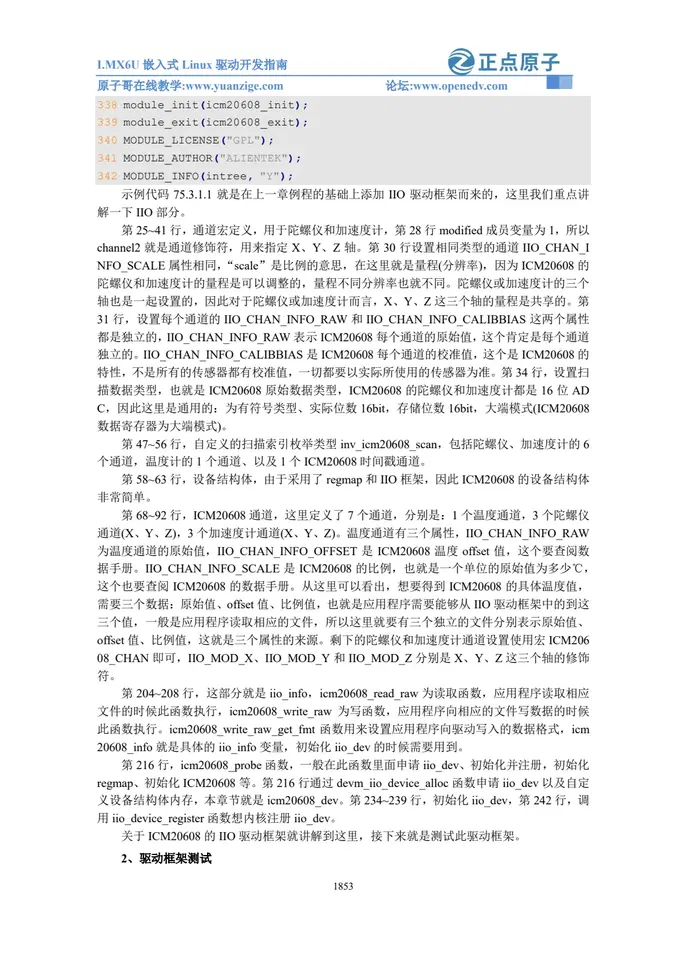 I.MX6U 嵌入式 Linux 驱动开发指南
正点原子
原子哥在线教学:www.yuanzige.com 论坛:www.openedv.com
338 module_init(icm20608_init);
339 module_exit(icm20608_exit);
340 MODULE_LICENSE("GPL");
341 MODULE_AUTHOR("ALIENTEK");
342 MODULE_INFO(intree, "Y");
示例代码 75.3.1.1 就是在上一章例程的基础上添加 IIO 驱动框架而来的，这里我们重点讲
解一下 IIO 部分。
第 25~41 行，通道宏定义，用于陀螺仪和加速度计，第 28 行 modified 成员变量为 1，所以
channel2 就是通道修饰符，用来指定 X、Y、Z 轴。第 30 行设置相同类型的通道 IIO_CHAN_I
NFO_SCALE 属性相同，“scale”是比例的意思，在这里就是量程(分辨率)，因为 ICM20608 的
陀螺仪和加速度计的量程是可以调整的，量程不同分辨率也就不同。陀螺仪或加速度计的三个
轴也是一起设置的，因此对于陀螺仪或加速度计而言，X、Y、Z 这三个轴的量程是共享的。第
31 行，设置每个通道的 IIO_CHAN_INFO_RAW 和 IIO_CHAN_INFO_CALIBBIAS 这两个属性
都是独立的，IIO_CHAN_INFO_RAW 表示 ICM20608 每个通道的原始值，这个肯定是每个通道
独立的。IIO_CHAN_INFO_CALIBBIAS 是 ICM20608 每个通道的校准值，这个是 ICM20608 的
特性，不是所有的传感器都有校准值，一切都要以实际所使用的传感器为准。第 34 行，设置扫
描数据类型，也就是 ICM20608 原始数据类型，ICM20608 的陀螺仪和加速度计都是 16 位 AD
C，因此这里是通用的：为有符号类型、实际位数 16bit，存储位数 16bit，大端模式(ICM20608
数据寄存器为大端模式)。
第 47~56 行，自定义的扫描索引枚举类型 inv_icm20608_scan，包括陀螺仪、加速度计的 6
个通道，温度计的 1 个通道、以及 1 个 ICM20608 时间戳通道。
第 58~63 行，设备结构体，由于采用了 regmap 和 IIO 框架，因此 ICM20608 的设备结构体
非常简单。
第 68~92 行，ICM20608 通道，这里定义了 7 个通道，分别是：1 个温度通道，3 个陀螺仪
通道(X、Y、Z)，3 个加速度计通道(X、Y、Z)。温度通道有三个属性，IIO_CHAN_INFO_RAW
为温度通道的原始值，IIO_CHAN_INFO_OFFSET 是 ICM20608 温度 offset 值，这个要查阅数
据手册。IIO_CHAN_INFO_SCALE 是 ICM20608 的比例，也就是一个单位的原始值为多少℃，
这个也要查阅 ICM20608 的数据手册。从这里可以看出，想要得到 ICM20608 的具体温度值，
需要三个数据：原始值、offset 值、比例值，也就是应用程序需要能够从 IIO 驱动框架中的到这
三个值，一般是应用程序读取相应的文件，所以这里就要有三个独立的文件分别表示原始值、
offset 值、比例值，这就是三个属性的来源。剩下的陀螺仪和加速度计通道设置使用宏 ICM206
08_CHAN 即可，IIO_MOD_X、IIO_MOD_Y 和 IIO_MOD_Z 分别是 X、Y、Z 这三个轴的修饰
符。
第 204~208 行，这部分就是 iio_info，icm20608_read_raw 为读取函数，应用程序读取相应
文件的时候此函数执行，icm20608_write_raw 为写函数，应用程序向相应的文件写数据的时候
此函数执行。icm20608_write_raw_get_fmt 函数用来设置应用程序向驱动写入的数据格式，icm
20608_info 就是具体的 iio_info 变量，初始化 iio_dev 的时候需要用到。
第 216 行，icm20608_probe 函数，一般在此函数里面申请 iio_dev、初始化并注册，初始化
regmap、初始化 ICM20608 等。第 216 行通过 devm_iio_device_alloc 函数申请 iio_dev 以及自定
义设备结构体内存，本章节就是 icm20608_dev。第 234~239 行，初始化 iio_dev，第 242 行，调
用 iio_device_register 函数想内核注册 iio_dev。
关于 ICM20608 的 IIO 驱动框架就讲解到这里，接下来就是测试此驱动框架。
2、驱动框架测试
1853